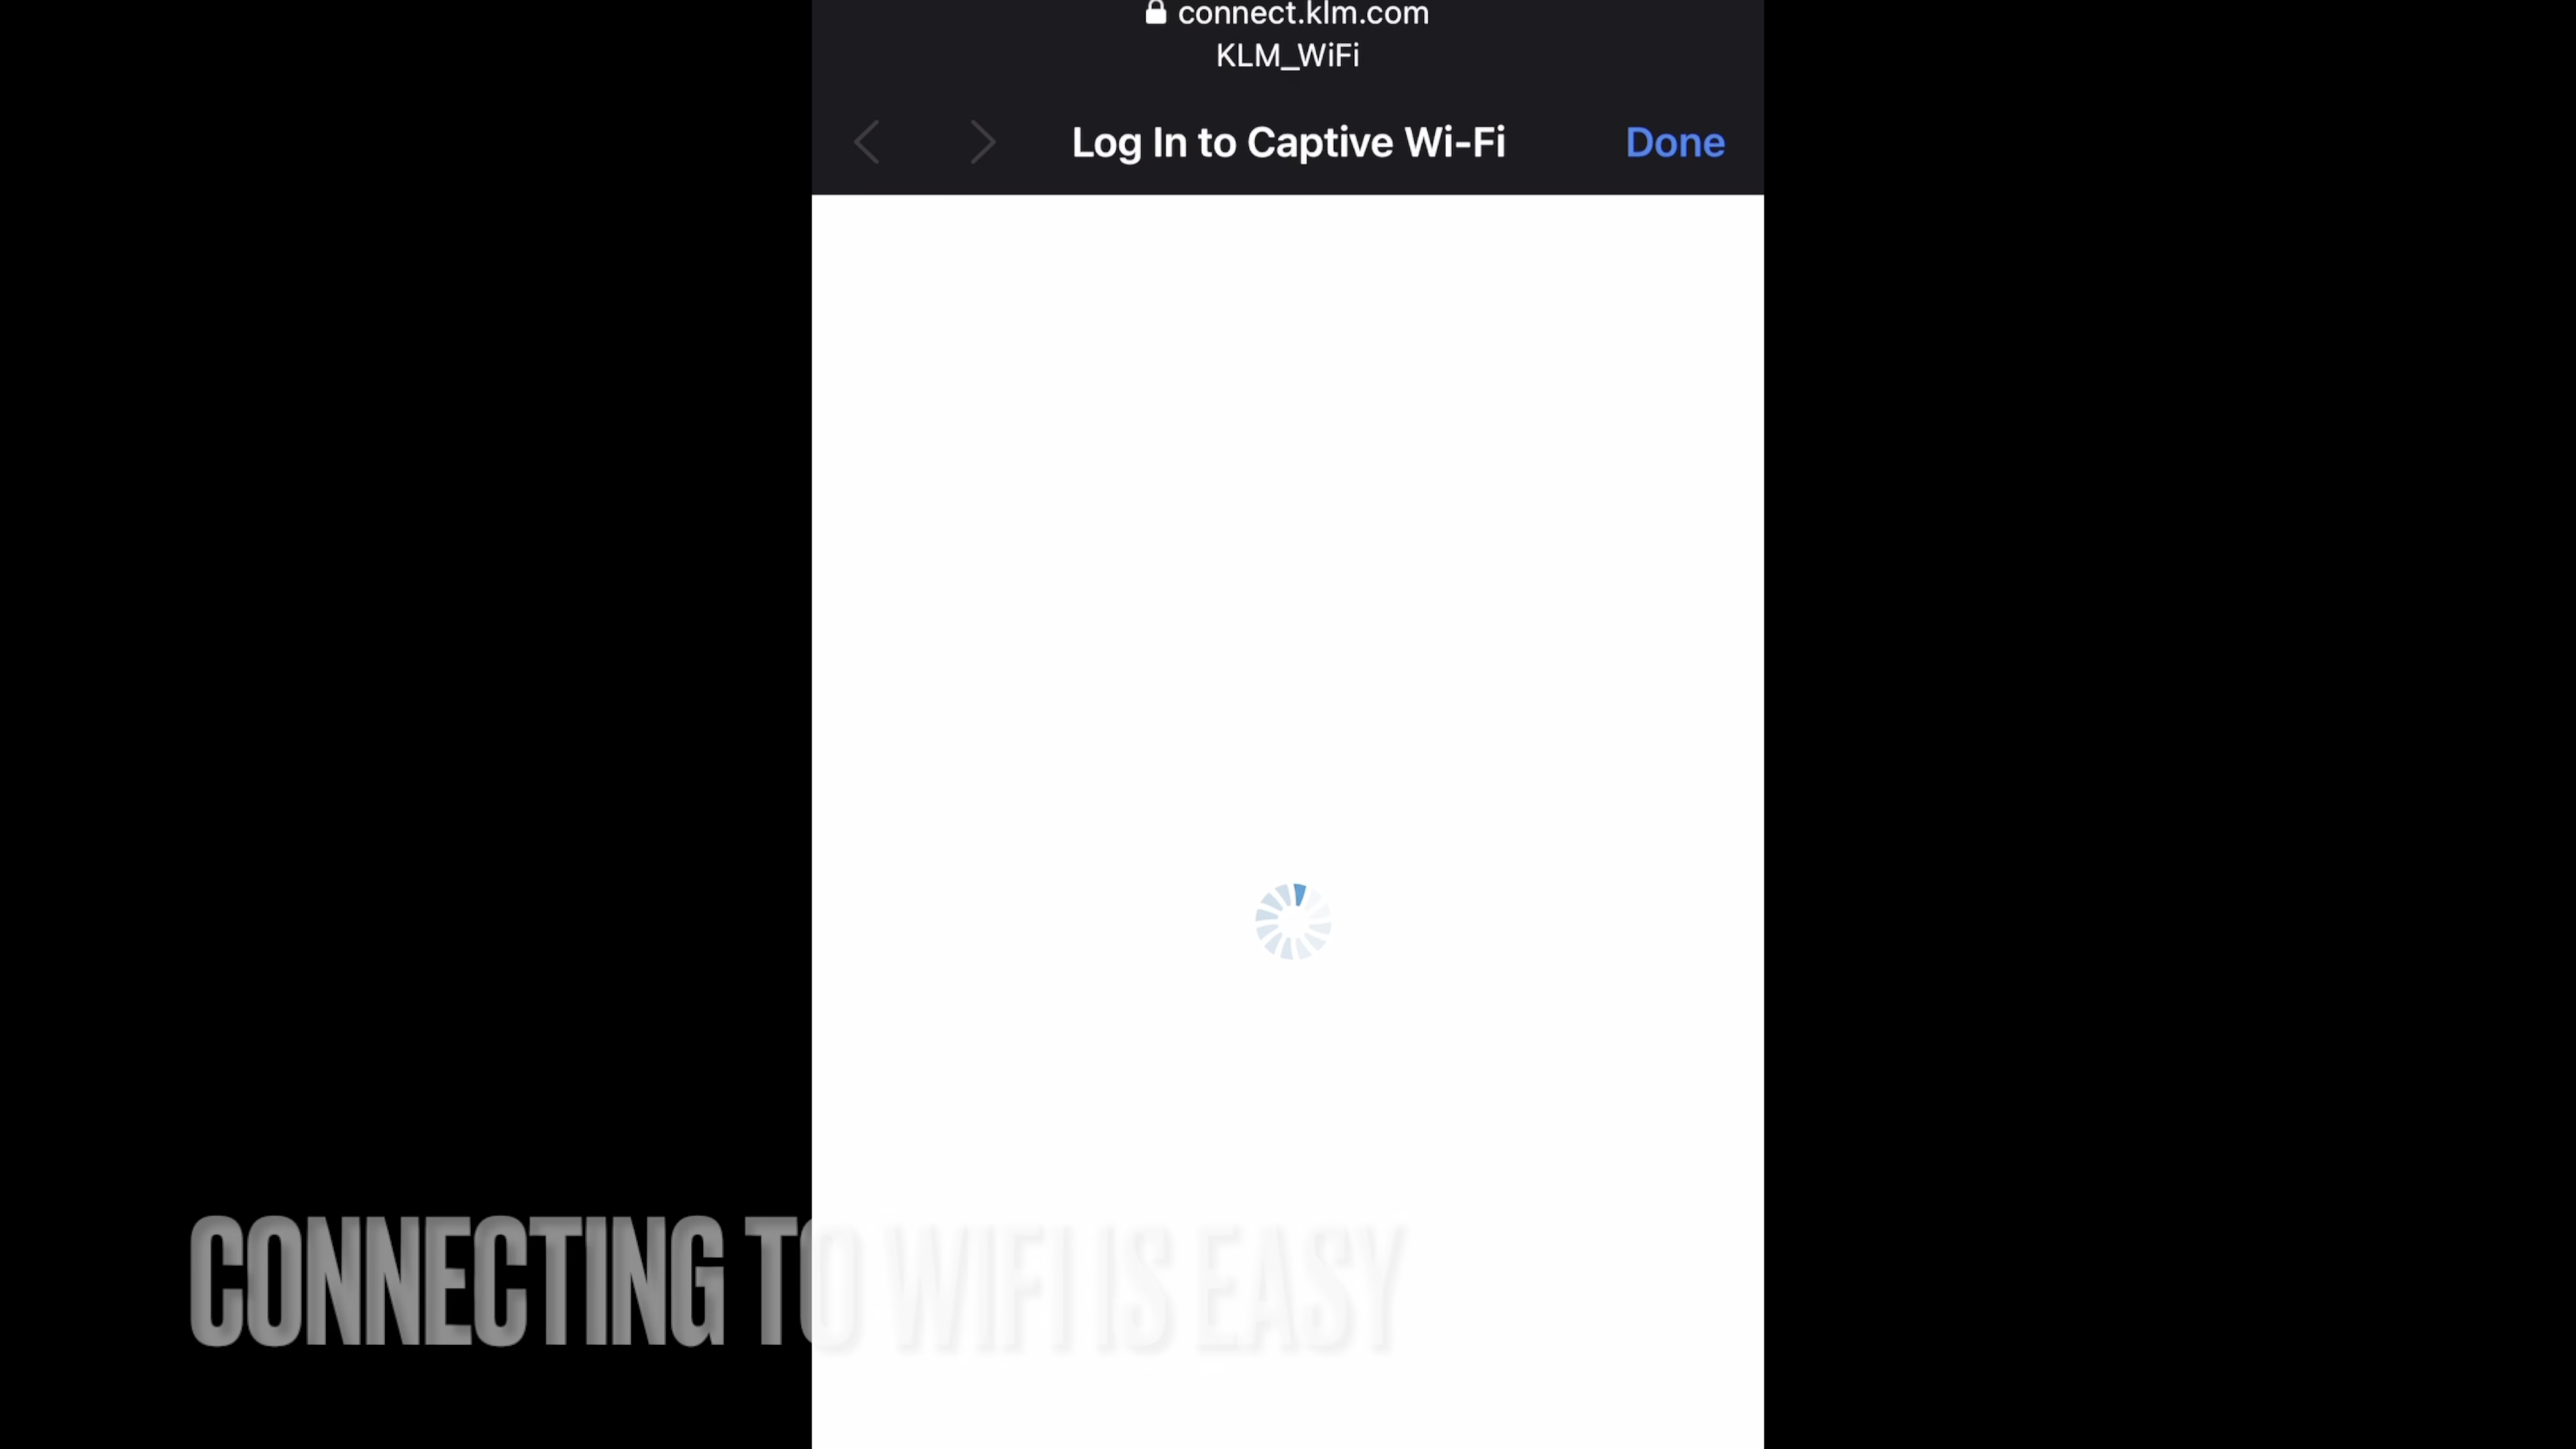 connect.klm.com
KLM_WiFi
Log In to Captive Wi-Fi
Done
CONNECTING TO WIFI IS EASY